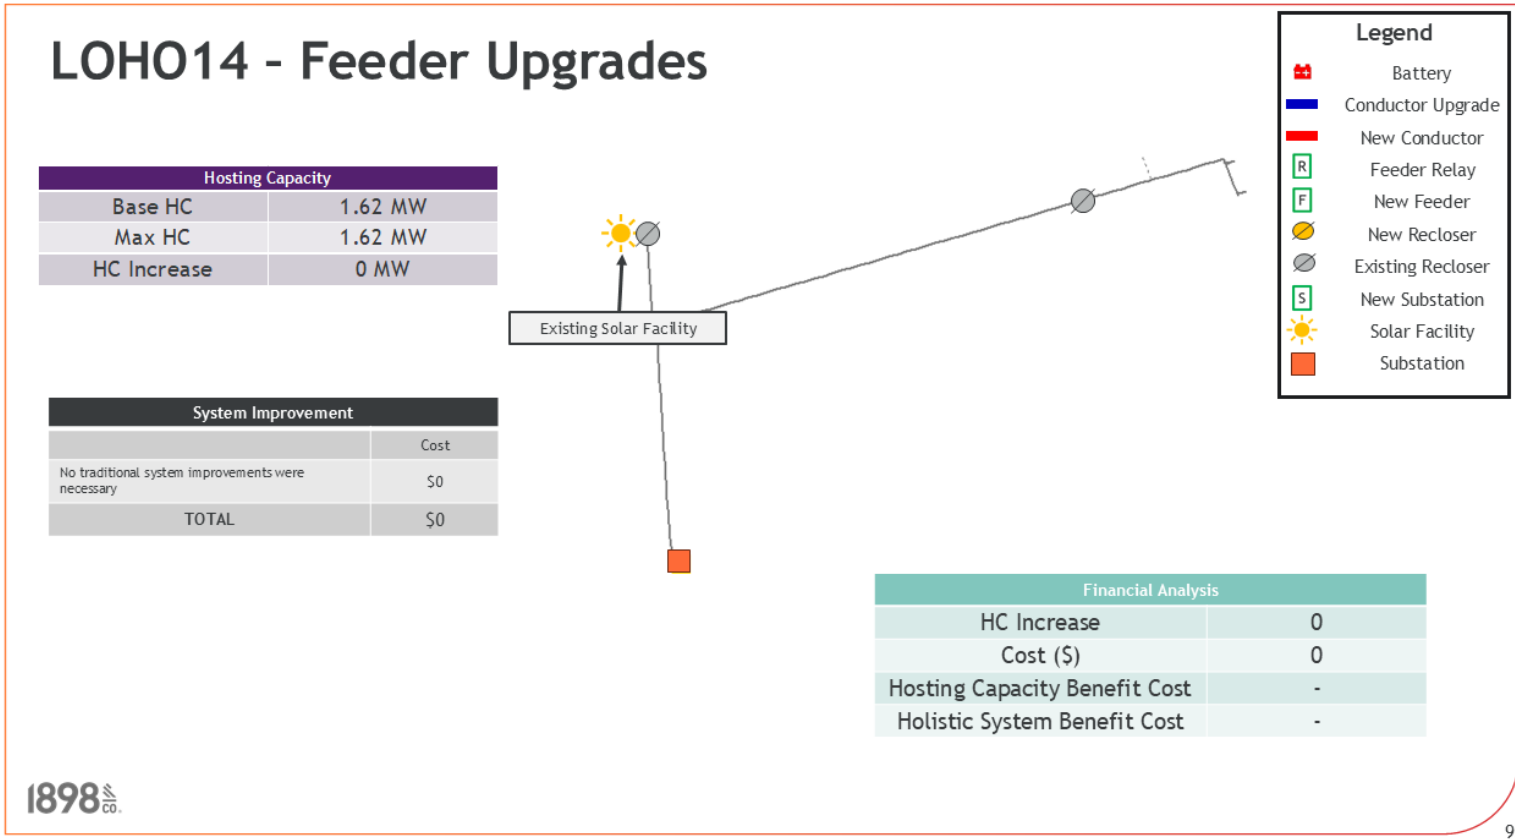 LOHO14 - Feeder Upgrades
Legend
Battery
Conductor Upgrade
New Conductor
R Feeder Relay
F New Feeder
New Recloser
Existing Recloser
S New Substation
Solar Facility
Substation
Hosting Capacity
Base HC 1.62 MW
Max HC 1.62 MW
HC Increase 0 MW
Existing Solar Facility
System Improvement
Cost
No traditional system improvements were
necessary
$0
TOTAL $0
Financial Analysis
HC Increase 0
Cost ($) 0
Hosting Capacity Benefit Cost -
Holistic System Benefit Cost -
1898 & CO.
9